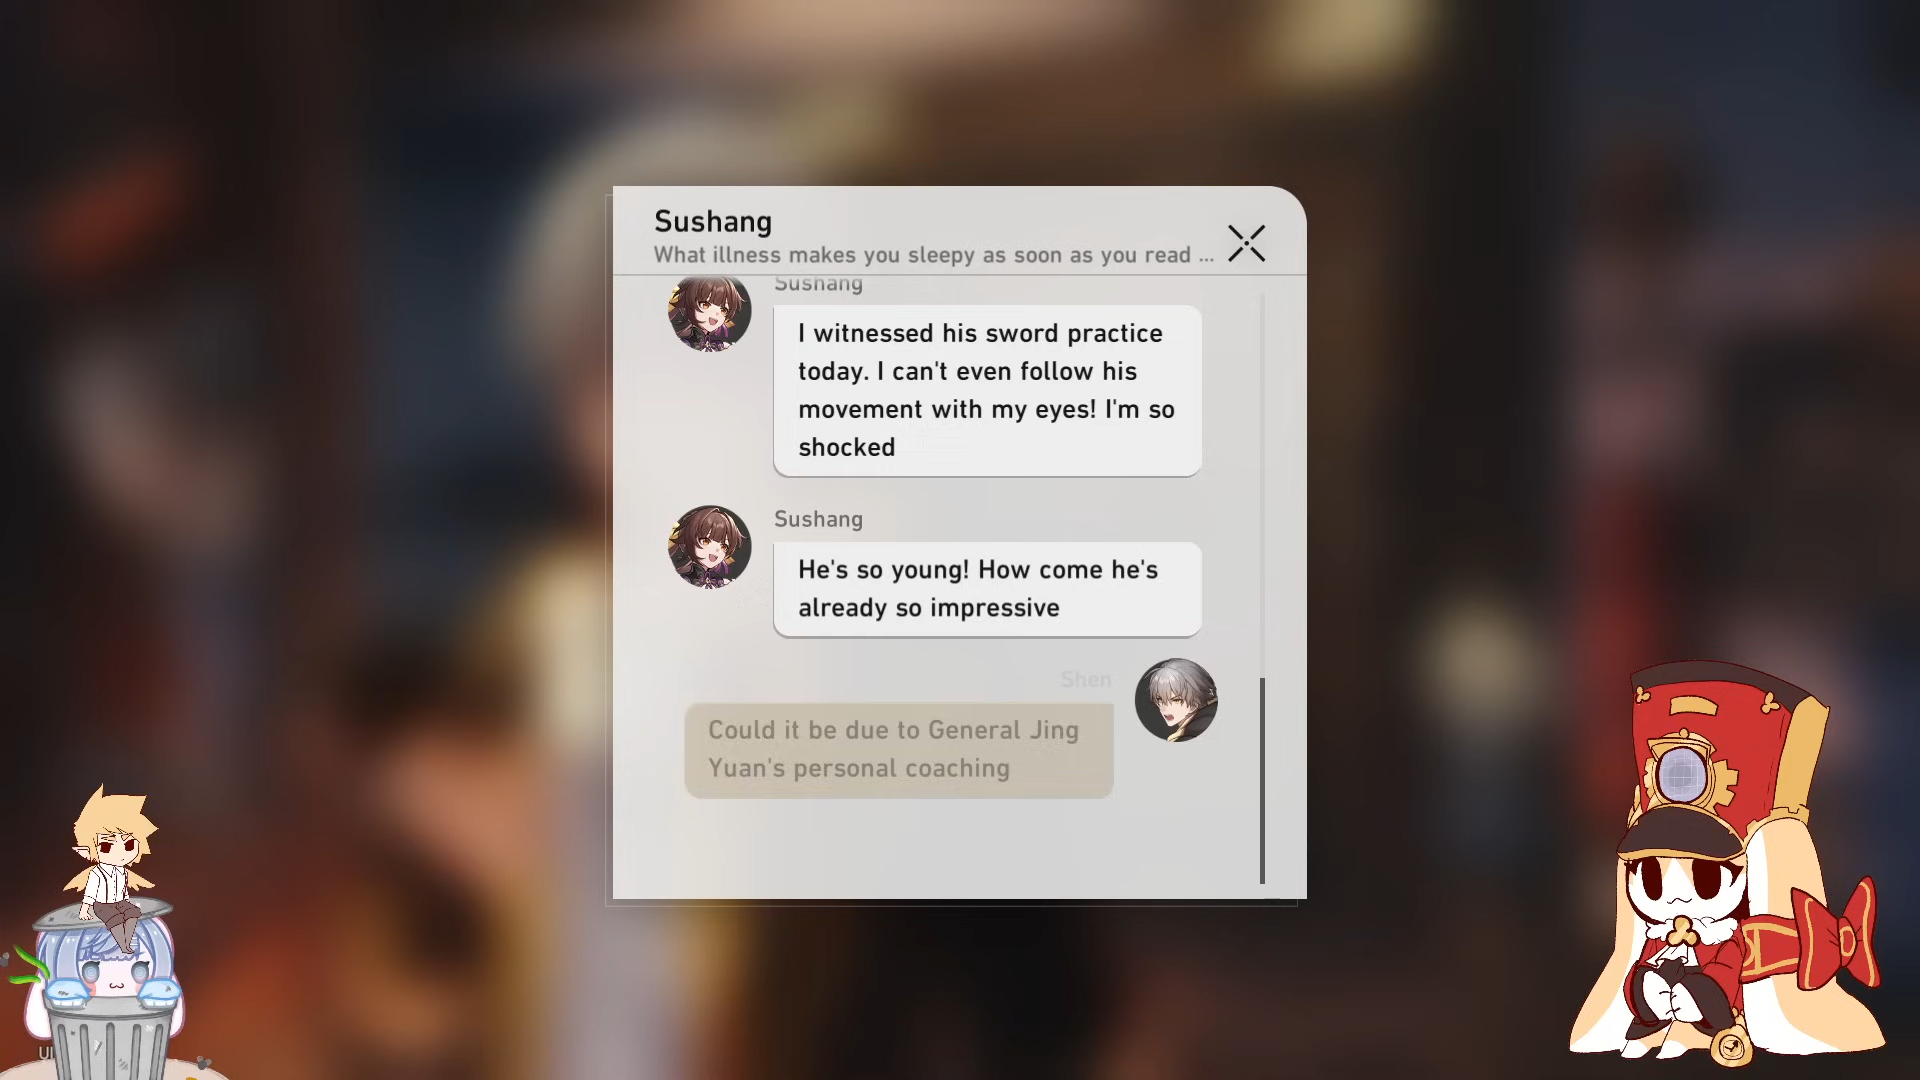 Sushang
What illness makes you sleepy as soon as you read ...
Sushang
I witnessed his sword practice
today. I can't even follow his
movement with my eyes! I'm so
shocked
Sushang
He's so young! How come he's
already so impressive
Shen
Could it be due to General Jing
Yuan's personal coaching